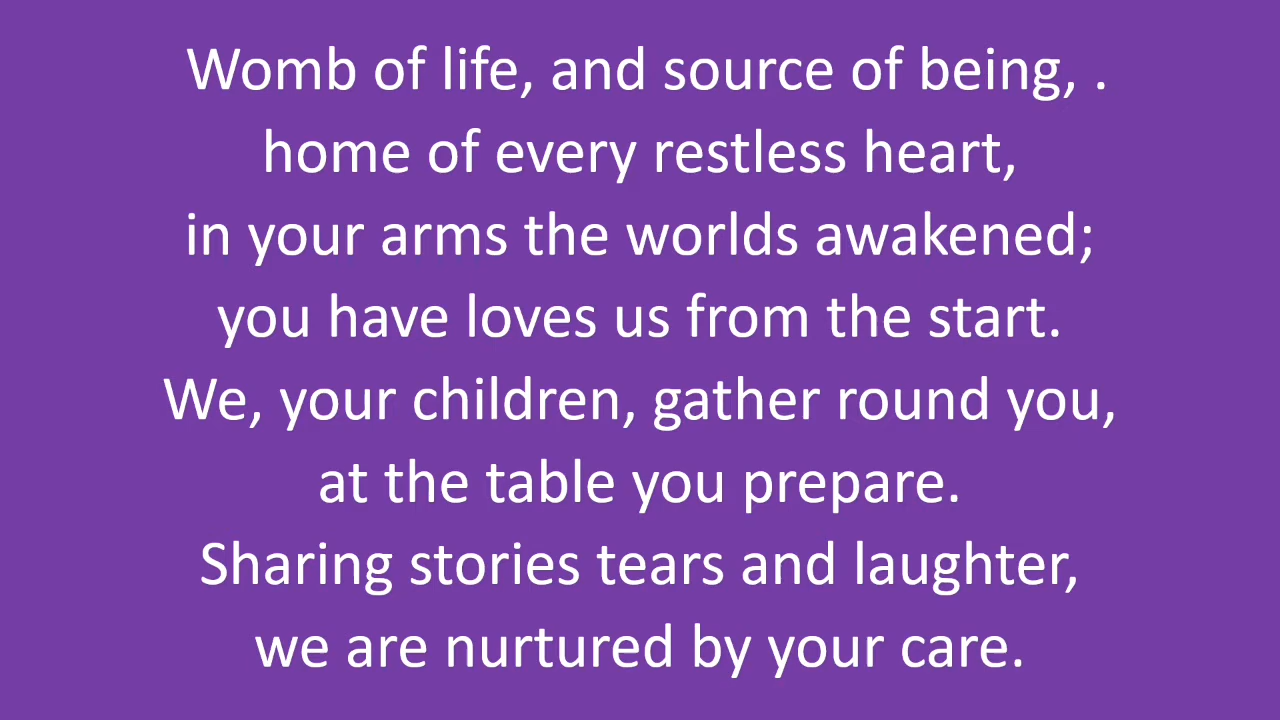 Womb of life, and source of being, .
home of every restless heart,
in your arms the worlds awakened;
you have loves us from the start.
We, your children, gather round you,
at the table you prepare.
Sharing stories tears and laughter,
we are nurtured by your care.